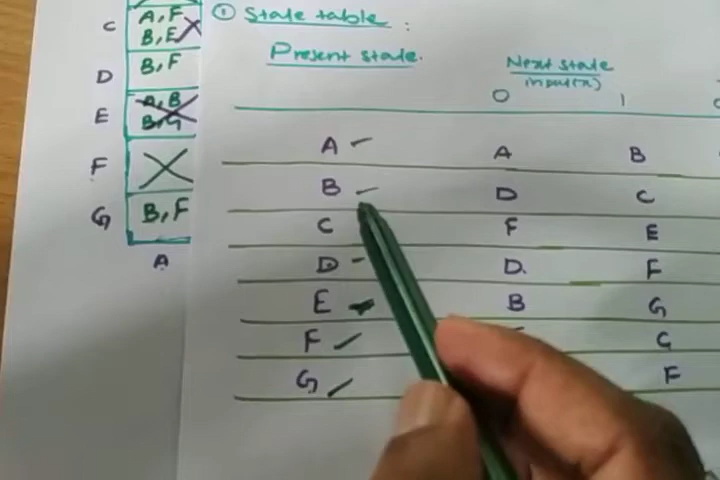 ① State table :
Present state.
Next state
input(x)
0 1
A A B
B D C
C F E
D D. F
E B G
F G
G F
C A, F
B, E
D B, F
E A, B
B, G
F
G B, F
A